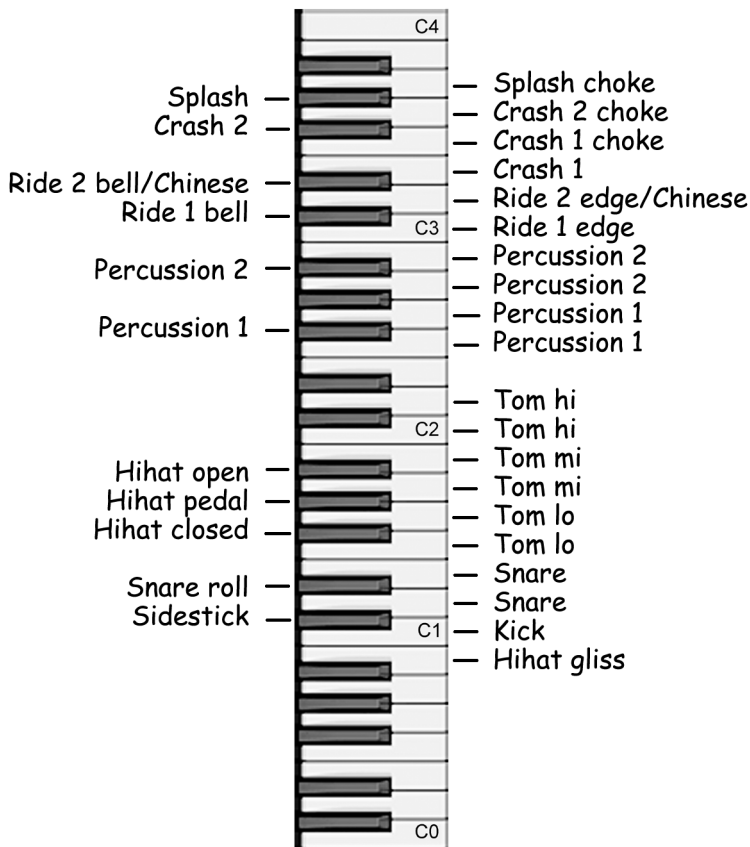 C4
Splash choke
Splash
Crash 2 choke
Crash 2
Crash 1 choke
Crash 1
Ride 2 bell/Chinese
Ride 2 edge/Chinese
Ride 1 bell
C3
Ride 1 edge
Percussion 2
Percussion 2
Percussion 2
Percussion 1
Percussion 1
Percussion 1
Tom hi
C2
Tom hi
Tom mi
Hihat open
Tom mi
Hihat pedal
Tom lo
Hihat closed
Tom lo
Snare
Snare roll
Snare
Sidestick
C1
Kick
Hihat gliss
C0